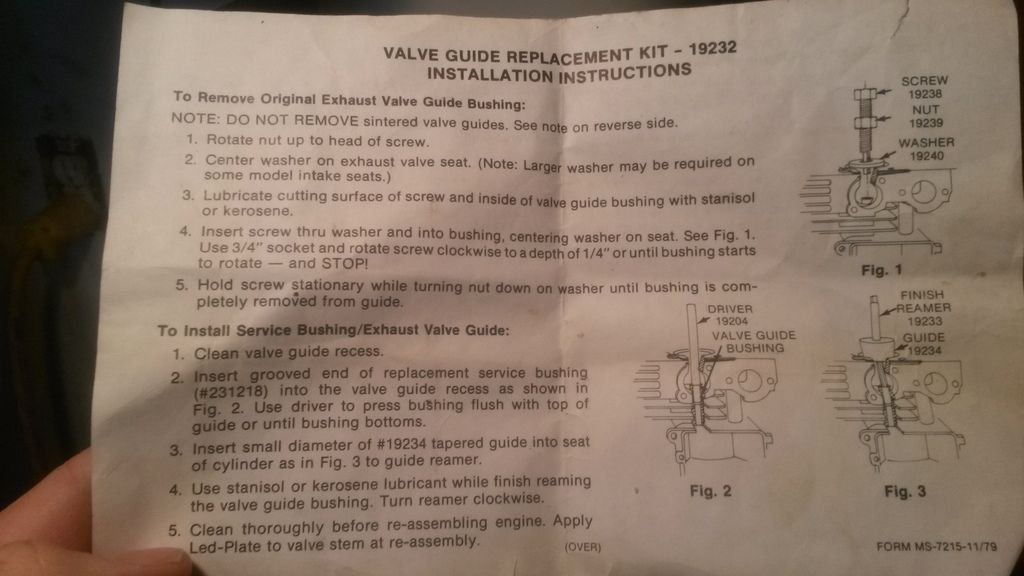 VALVE GUIDE REPLACEMENT KIT - 19232
INSTALLATION INSTRUCTIONS
To Remove Original Exhaust Valve Guide Bushing:
NOTE: DO NOT REMOVE sintered valve guides. See note on reverse side.
1. Rotate nut up to head of screw.
2. Center washer on exhaust valve seat. (Note: Larger washer may be required on
some model intake seats.)
3. Lubricate cutting surface of screw and inside of valve guide bushing with stanisol
or kerosene.
4. Insert screw thru washer and into bushing, centering washer on seat. See Fig. 1.
Use 3/4" socket and rotate screw clockwise to a depth of 1/4" or until bushing starts
to rotate — and STOP!
5. Hold screw stationary while turning nut down on washer until bushing is com-
pletely removed from guide.
SCREW
19238
NUT
19239
WASHER
19240
Fig. 1
To Install Service Bushing/Exhaust Valve Guide:
1. Clean valve guide recess.
2. Insert grooved end of replacement service bushing
(#231218) into the valve guide recess as shown in
Fig. 2. Use driver to press bushing flush with top of
guide or until bushing bottoms.
3. Insert small diameter of #19234 tapered guide into seat
of cylinder as in Fig. 3 to guide reamer.
4. Use stanisol or kerosene lubricant while finish reaming
the valve guide bushing. Turn reamer clockwise.
5. Clean thoroughly before re-assembling engine. Apply
Led-Plate to valve stem at re-assembly.
(OVER)
DRIVER
19204
VALVE GUIDE
BUSHING
Fig. 2
FINISH
REAMER
19233
GUIDE
19234
Fig. 3
FORM MS-7215-11/79